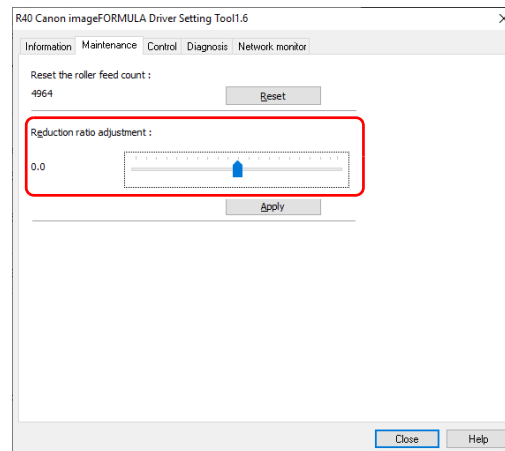 R40 Canon imageFORMULA Driver Setting Tool1.6
Information Maintenance Control Diagnosis Network monitor
Reset the roller feed count :
4964 Reset
Reduction ratio adjustment :
0.0
Apply
Close Help